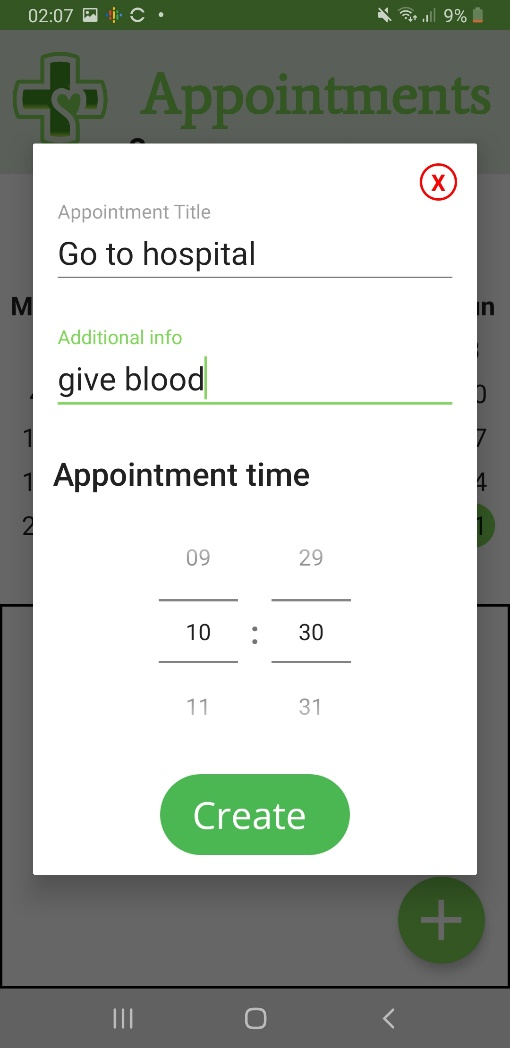 02:07 9%
Appointments
X
Appointment Title
Go to hospital
Additional info
give blood
Appointment time
09 29
10 : 30
11 31
Create
+